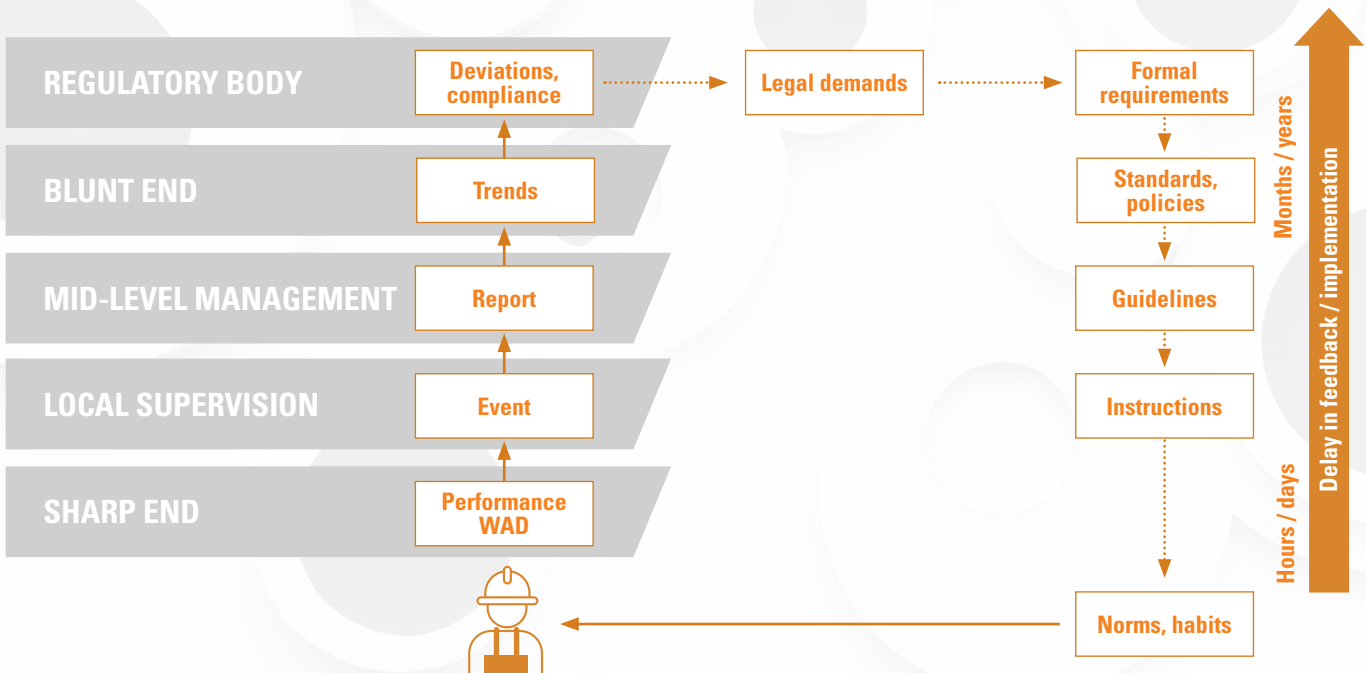 REGULATORY BODY
Deviations,
compliance
Legal demands
Formal
requirements
BLUNT END
Trends
Standards,
policies
MID-LEVEL MANAGEMENT
Report
Guidelines
LOCAL SUPERVISION
Event
Instructions
SHARP END
Performance
WAD
Norms, habits
Months / years
Hours / days
Delay in feedback / implementation